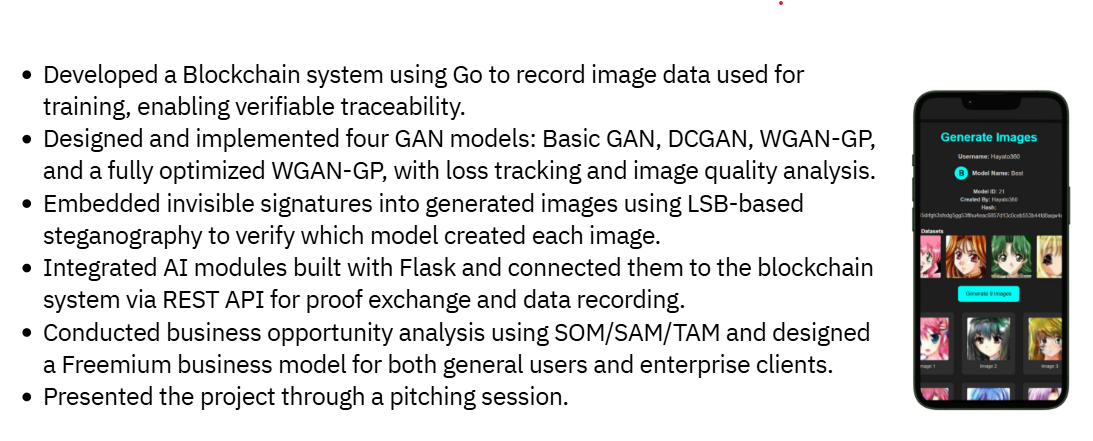 • Developed a Blockchain system using Go to record image data used for
training, enabling verifiable traceability.
• Designed and implemented four GAN models: Basic GAN, DCGAN, WGAN-GP,
and a fully optimized WGAN-GP, with loss tracking and image quality analysis.
• Embedded invisible signatures into generated images using LSB-based
steganography to verify which model created each image.
• Integrated AI modules built with Flask and connected them to the blockchain
system via REST API for proof exchange and data recording.
• Conducted business opportunity analysis using SOM/SAM/TAM and designed
a Freemium business model for both general users and enterprise clients.
• Presented the project through a pitching session.
Generate Images
Username: Hayato360
B Model Name: Best
Model ID: 21
Created By: Hayato360
Hash:
Datasets
Generate 9 Images
Image 2
Image 3